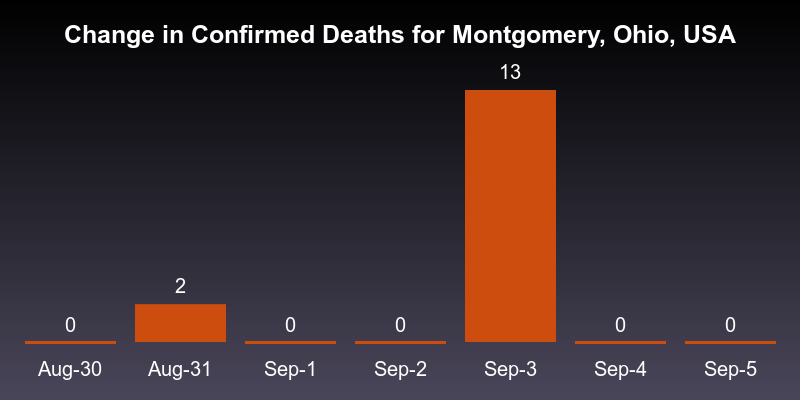 Change in Confirmed Deaths for Montgomery, Ohio, USA
13
2
0 0 0 0 0
Aug-30 Aug-31 Sep-1 Sep-2 Sep-3 Sep-4 Sep-5